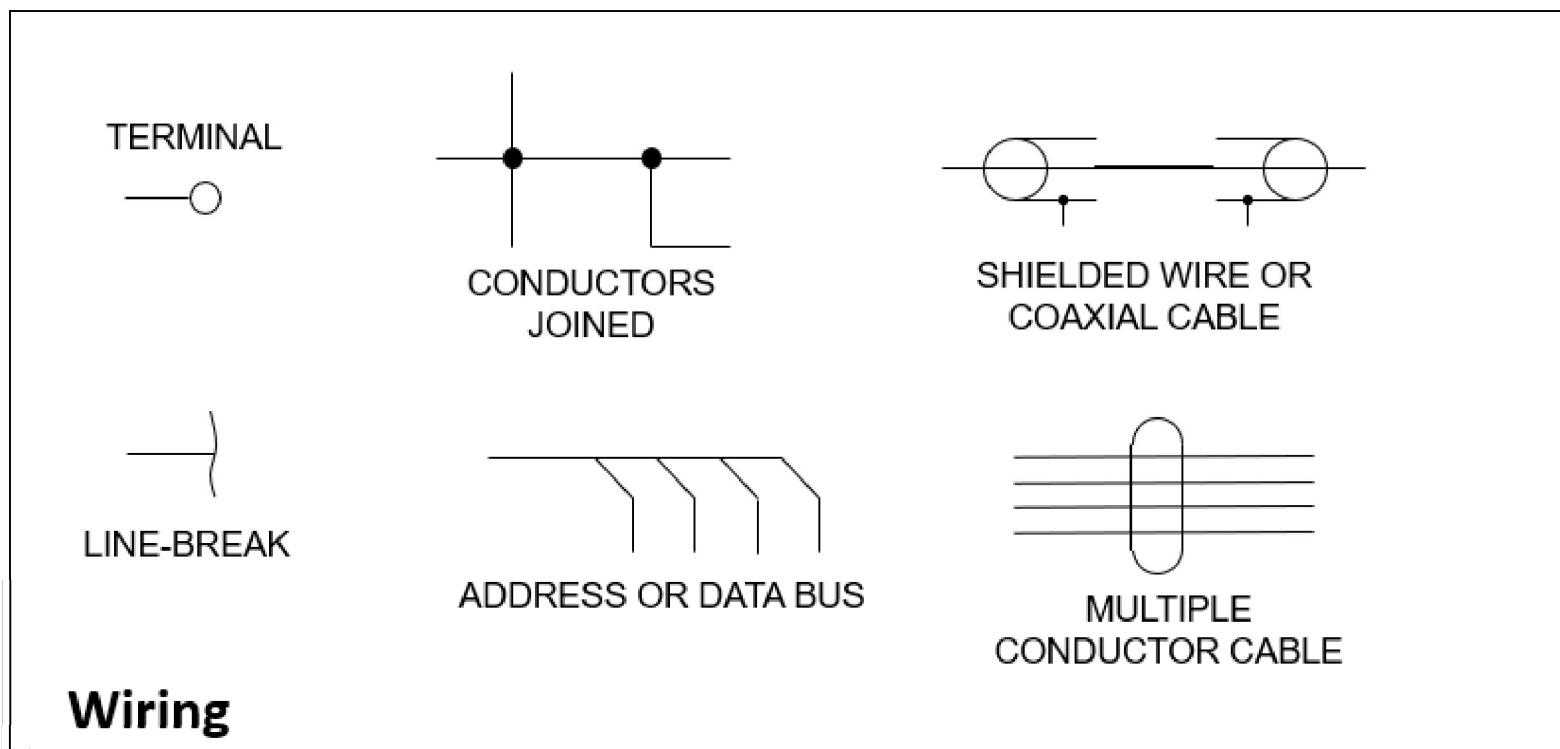 TERMINAL
CONDUCTORS
JOINED
SHIELDED WIRE OR
COAXIAL CABLE
LINE-BREAK
ADDRESS OR DATA BUS
MULTIPLE
CONDUCTOR CABLE
Wiring